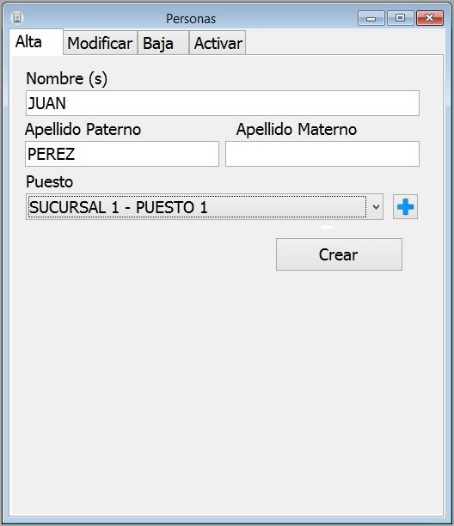 Personas
Alta Modificar Baja Activar
Nombre (s)
JUAN
Apellido Paterno Apellido Materno
PEREZ
Puesto
SUCURSAL 1 - PUESTO 1
Crear